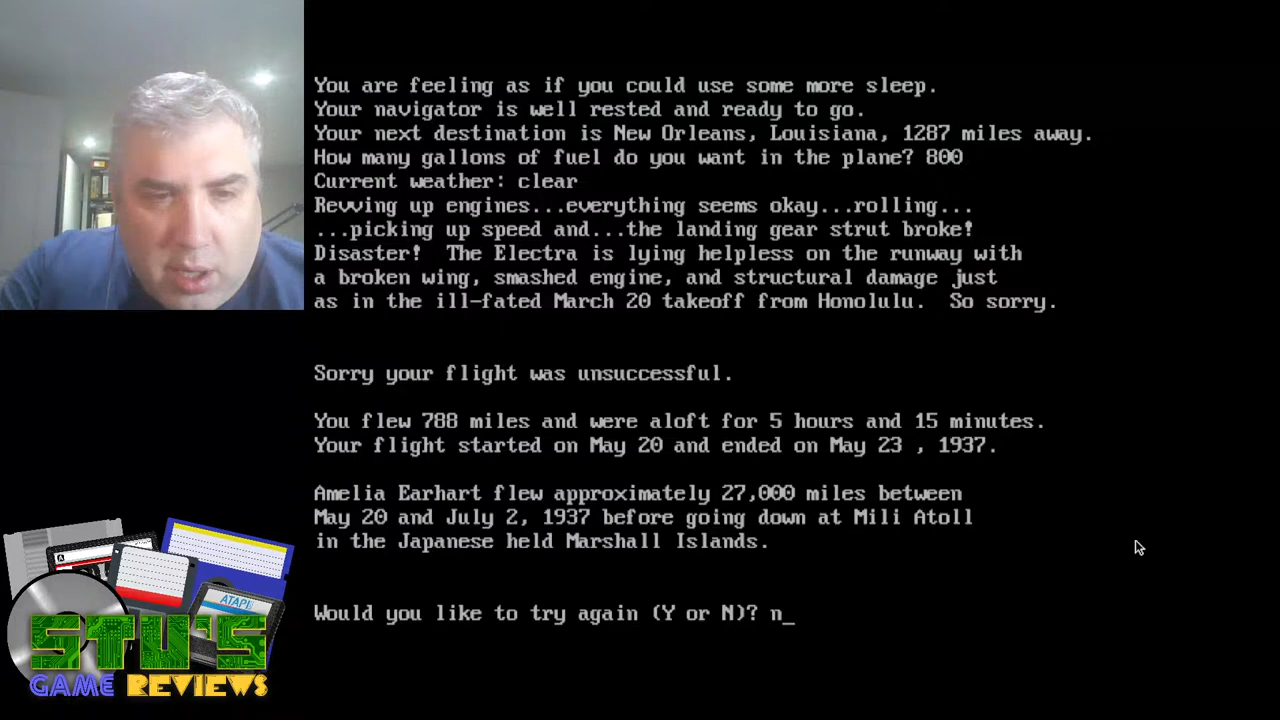 You are feeling as if you could use some more sleep.
Your navigator is well rested and ready to go.
Your next destination is New Orleans, Louisiana, 1287 miles away.
How many gallons of fuel do you want in the plane? 800
Current weather: clear
Revving up engines...everything seems okay...rolling...
...picking up speed and...the landing gear strut broke!
Disaster!  The Electra is lying helpless on the runway with
a broken wing, smashed engine, and structural damage just
as in the ill-fated March 20 takeoff from Honolulu.  So sorry.
Sorry your flight was unsuccessful.
You flew 788 miles and were aloft for 5 hours and 15 minutes.
Your flight started on May 20 and ended on May 23 , 1937.
Amelia Earhart flew approximately 27,000 miles between
May 20 and July 2, 1937 before going down at Mili Atoll
in the Japanese held Marshall Islands.
Would you like to try again (Y or N)? n_
ATAPI
STU'S
GAME REVIEWS